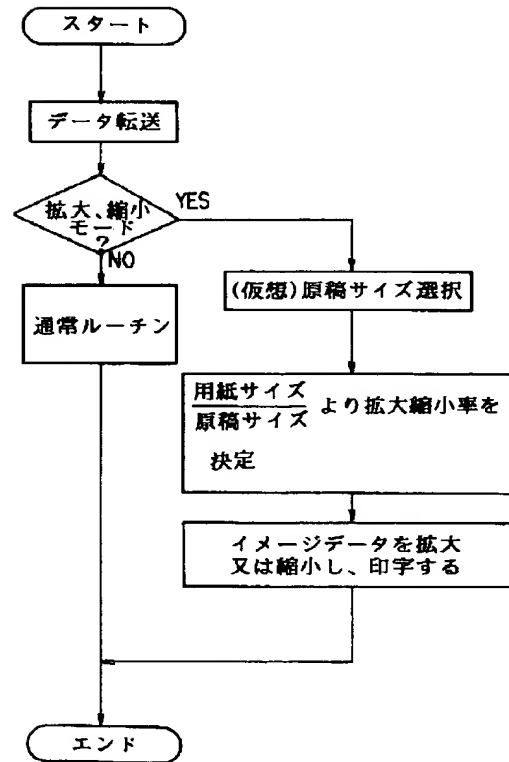 スタート
データ転送
拡大、縮小
モード
?
YES
NO
(仮想)原稿サイズ選択
通常ルーチン
用紙サイズ
原稿サイズ
より拡大縮小率を
決定
イメージデータを拡大
又は縮小し、印字する
エンド